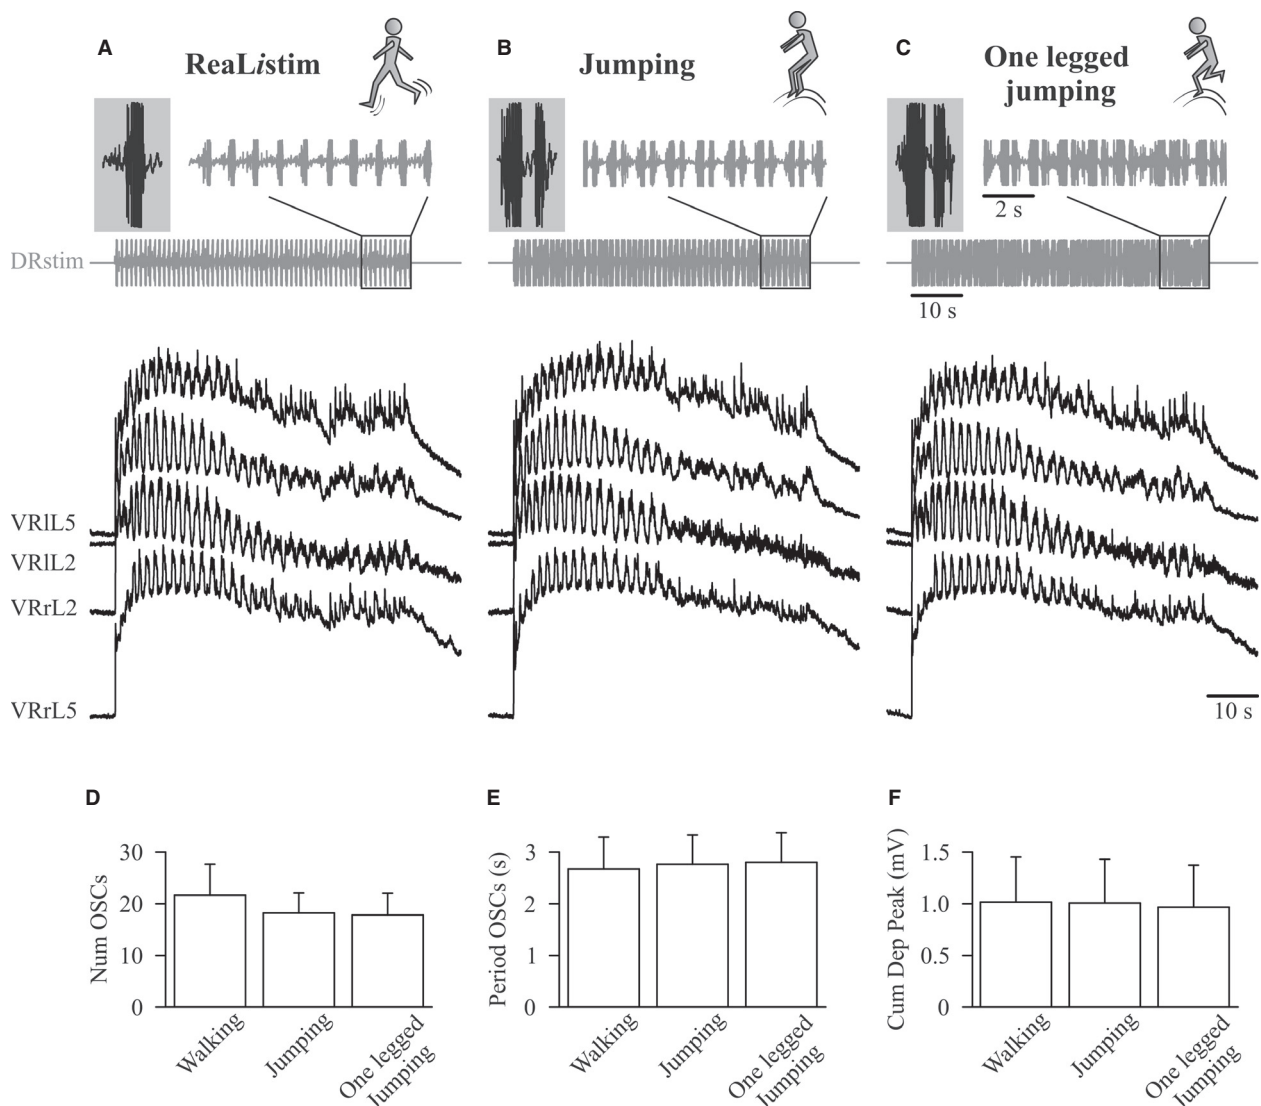 A
ReaListim
B
Jumping
C
One legged
jumping
2 s
DRstim
10 s
VRlL5
VRlL2
VRrL2
VRrL5
10 s
D
Num OSCs
30
20
10
0
Walking
Jumping
One legged
Jumping
E
Period OSCs (s)
3
2
1
0
Walking
Jumping
One legged
Jumping
F
Cum Dep Peak (mV)
1.5
1.0
0.5
0
Walking
Jumping
One legged
Jumping